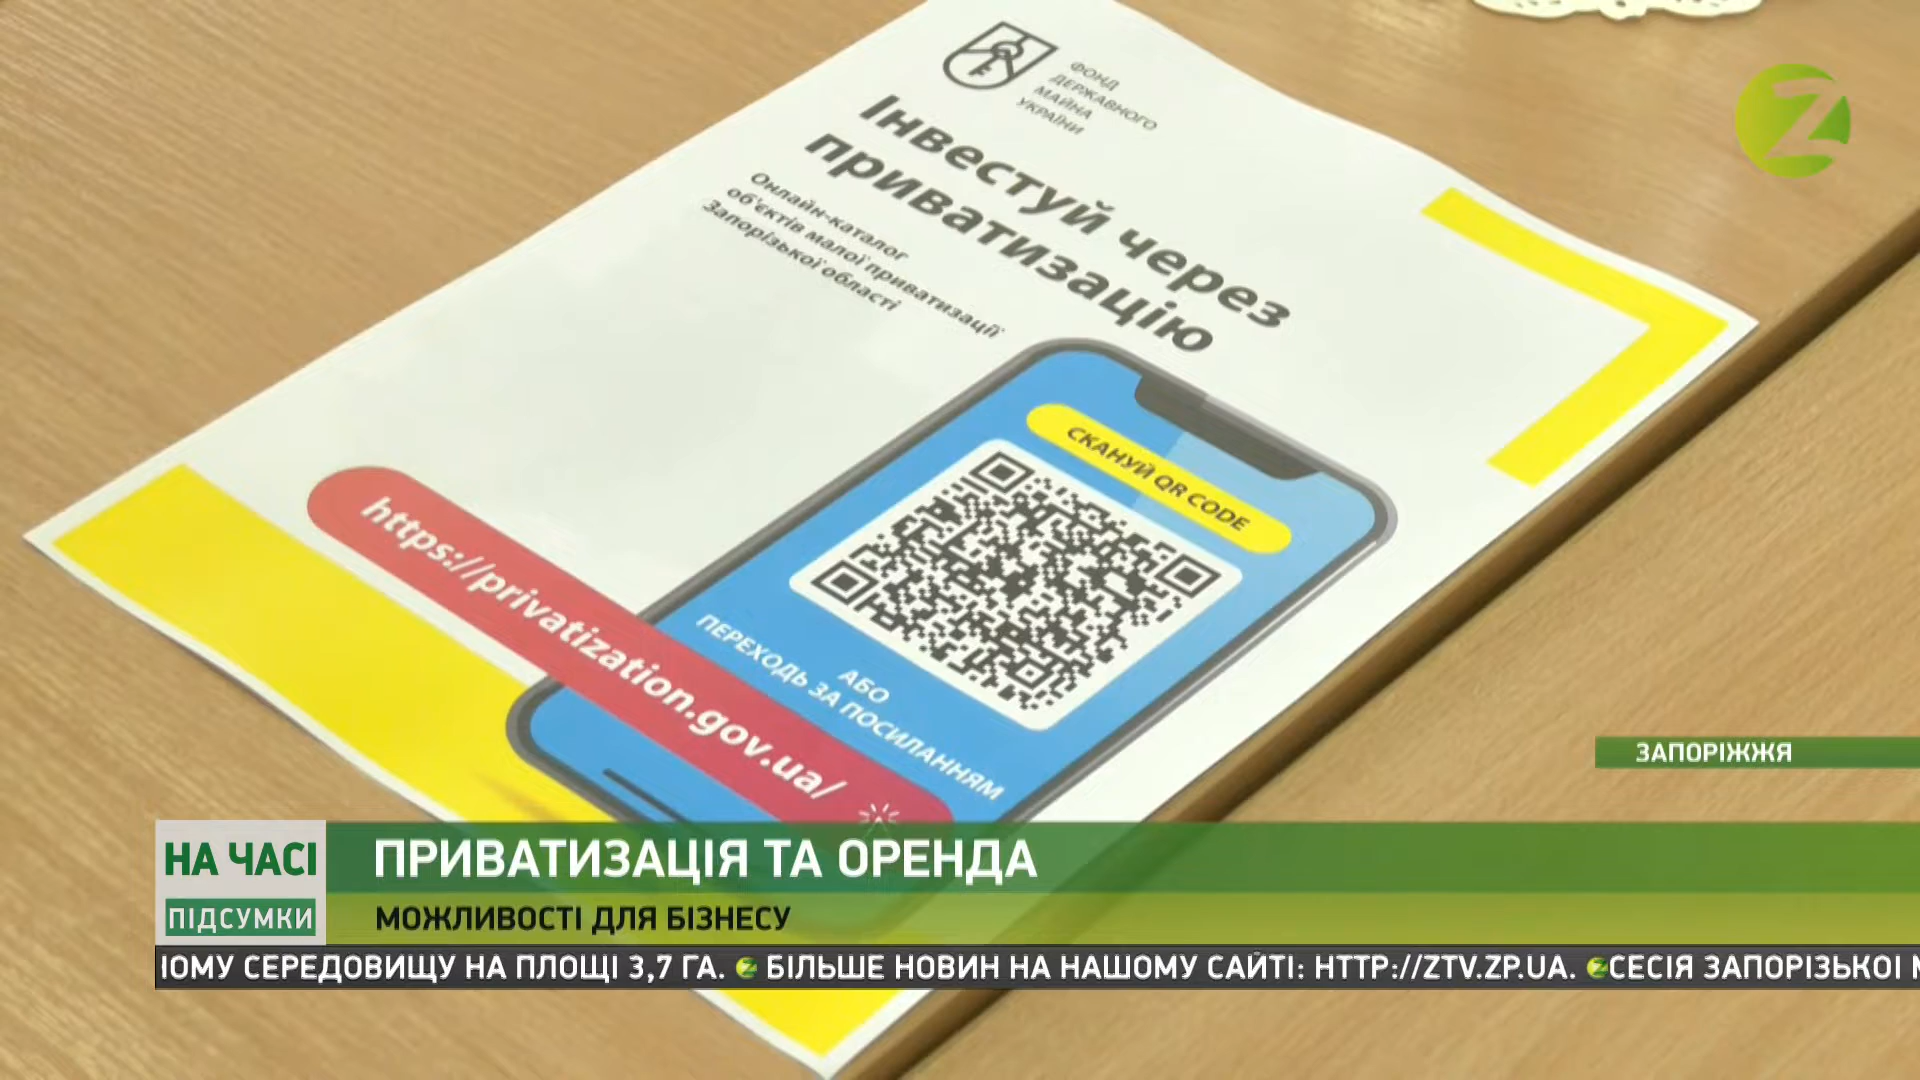 ФОНД
ДЕРЖАВНОГО
МАЙНА
УКРАЇНИ
Інвестуй через
приватизацію
Онлайн-каталог
об'єктів малої приватизації
Запорізької області
СКАНУЙ QR CODE
АБО
ПЕРЕХОДЬ ЗА ПОСИЛАННЯМ
https://privatization.gov.ua/
ЗАПОРІЖЖЯ
НА ЧАСІ
ПІДСУМКИ
ПРИВАТИЗАЦІЯ ТА ОРЕНДА
МОЖЛИВОСТІ ДЛЯ БІЗНЕСУ
СЕРЕДОВИЩУ НА ПЛОЩІ 3,7 ГА. БІЛЬШЕ НОВИН НА НАШОМУ САЙТІ: HTTP://ZTV.ZP.UA. СЕСІЯ ЗАПОРІЗЬКОЇ